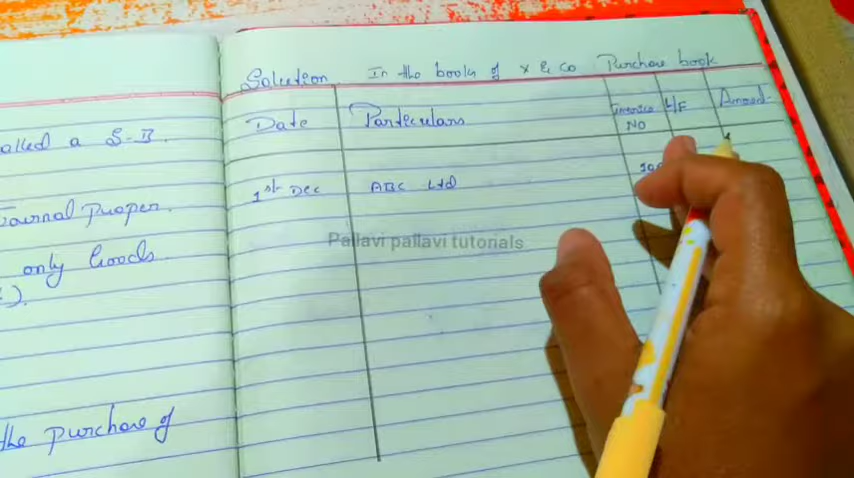 alled a S-B.
Journal Proper.
only Goods
the purchase of
Solution In the books of X & Co Purchase book
Date Particulars Invoice No L/F Amount
1st Dec ABC Ltd
Pallavi pallavi tutorials